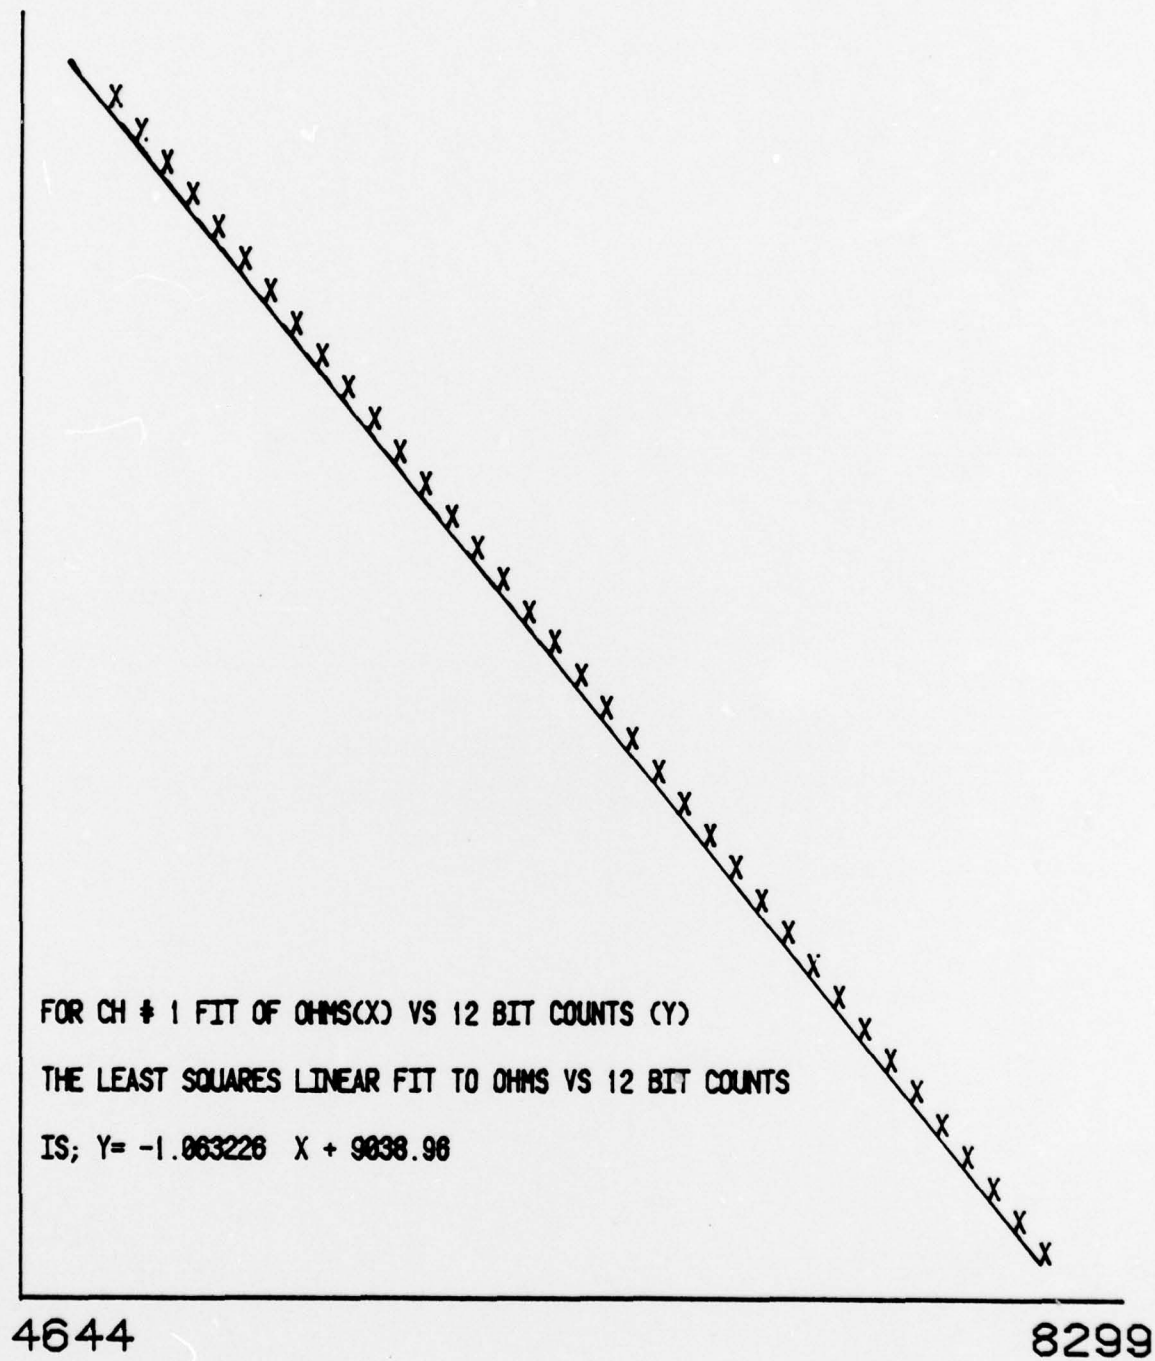 FOR CH # 1 FIT OF OHMS(X) VS 12 BIT COUNTS (Y)
THE LEAST SQUARES LINEAR FIT TO OHMS VS 12 BIT COUNTS
IS; Y= -1.063226 X + 9038.96
4644 8299